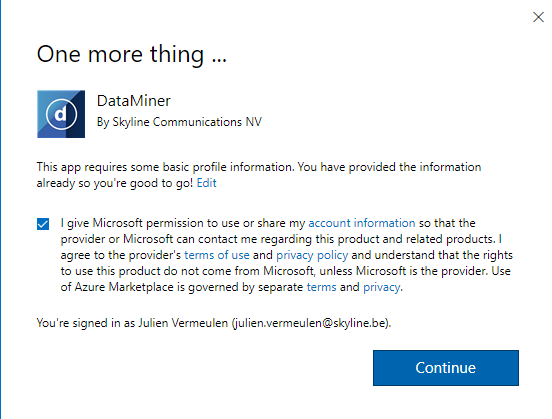 One more thing ...
d
DataMiner
By Skyline Communications NV
This app requires some basic profile information. You have provided the information
already so you're good to go! Edit
I give Microsoft permission to use or share my account information so that the
provider or Microsoft can contact me regarding this product and related products. I
agree to the provider's terms of use and privacy policy and understand that the rights
to use this product do not come from Microsoft, unless Microsoft is the provider. Use
of Azure Marketplace is governed by separate terms and privacy.
You're signed in as Julien Vermeulen (julien.vermeulen@skyline.be).
Continue